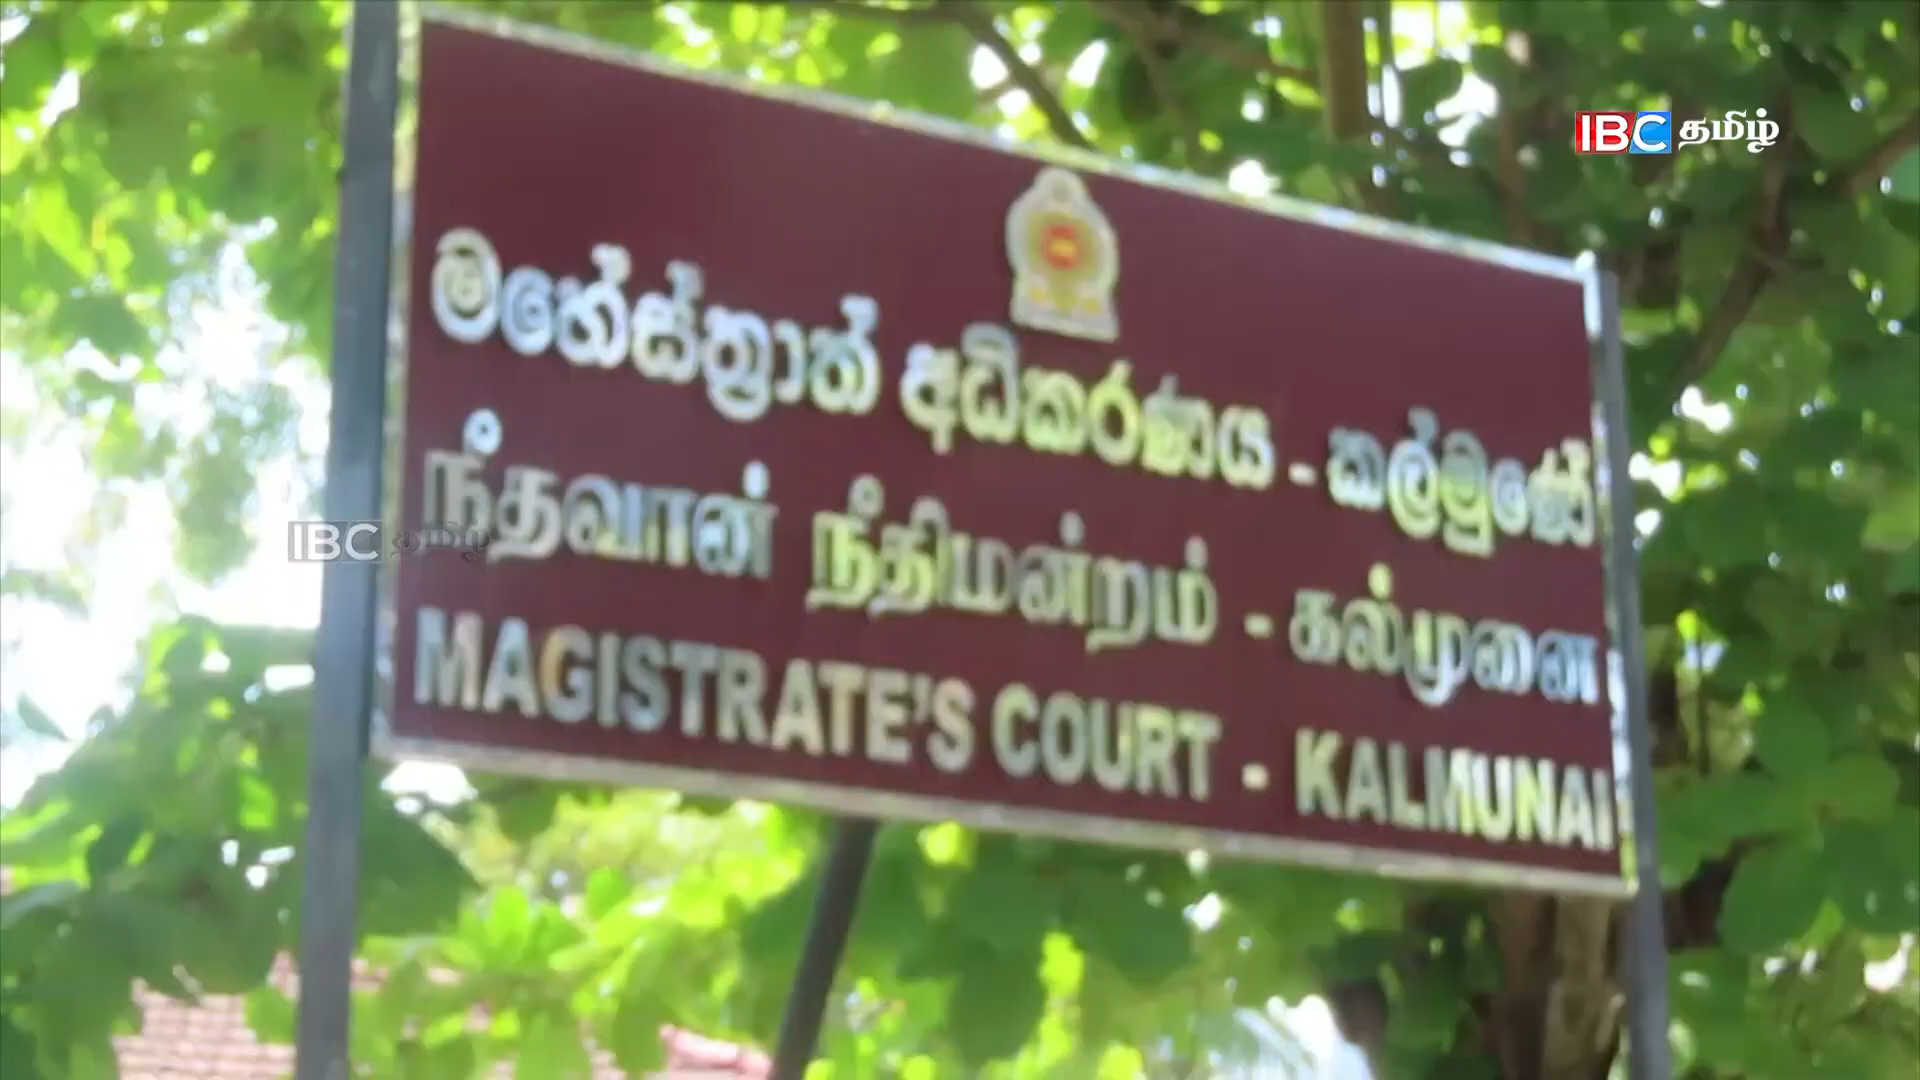 IBC தமிழ்
මහේස්ත්‍රාත් අධිකරණය - කල්මුණේ
IBC தமிழ்
நீதவான் நீதிமன்றம் - கல்முனை
MAGISTRATE'S COURT - KALMUNAI